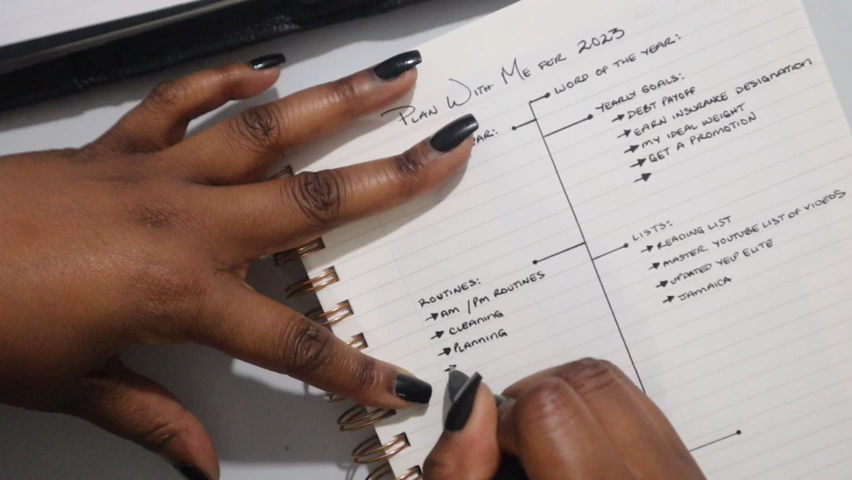 PLAN WITH ME FOR 2023
WORD OF THE YEAR:
YEARLY GOALS:
DEBT PAYOFF
EARN INSURANCE DESIGNATION
MY IDEAL WEIGHT
GET A PROMOTION
LISTS:
READING LIST
MASTER YOUTUBE LIST OF VIDEOS
UPDATED YELP ELITE
JAMAICA
ROUTINES:
AM / PM ROUTINES
CLEANING
PLANNING